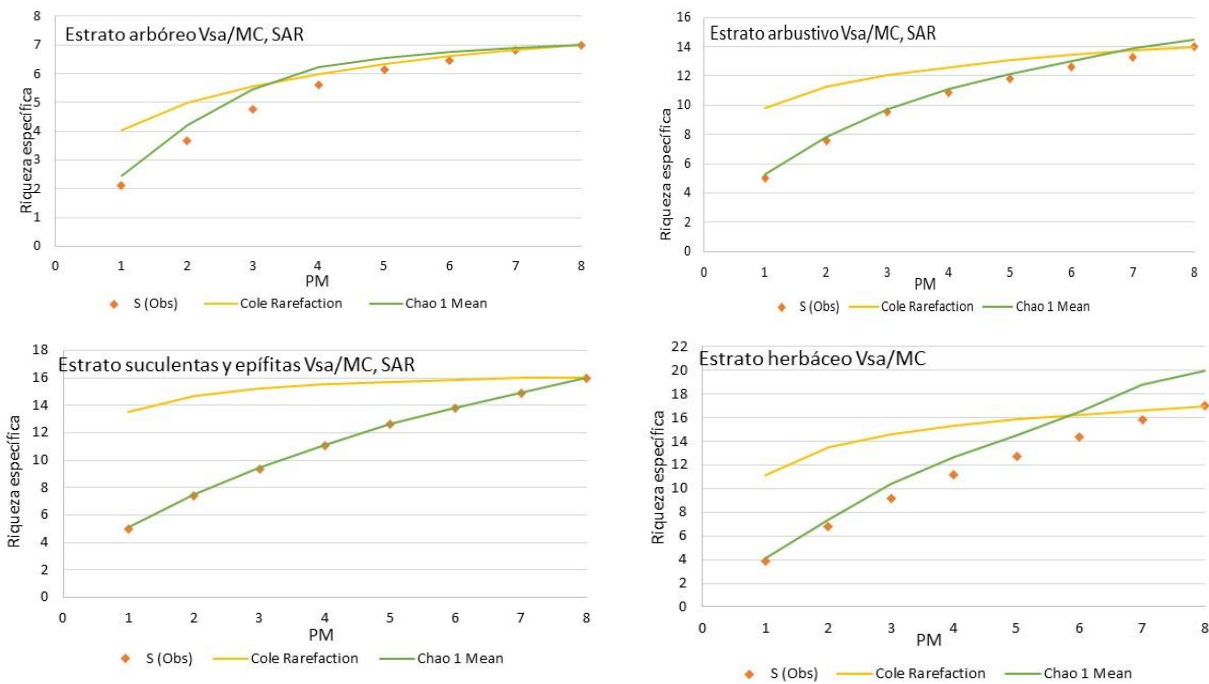 Estrato arbóreo Vsa/MC, SAR
Riqueza específica
8
7
6
5
4
3
2
1
0
0 1 2 3 4 5 6 7 8
PM
S (Obs) Cole Rarefaction Chao 1 Mean
Estrato arbustivo Vsa/MC, SAR
Riqueza específica
16
14
12
10
8
6
4
2
0
0 1 2 3 4 5 6 7 8
PM
S (Obs) Cole Rarefaction Chao 1 Mean
Estrato suculentas y epífitas Vsa/MC, SAR
Riqueza específica
18
16
14
12
10
8
6
4
2
0
0 1 2 3 4 5 6 7 8
PM
S (Obs) Cole Rarefaction Chao 1 Mean
Estrato herbáceo Vsa/MC
Riqueza específica
22
20
18
16
14
12
10
8
6
4
2
0
0 1 2 3 4 5 6 7 8
PM
S (Obs) Cole Rarefaction Chao 1 Mean